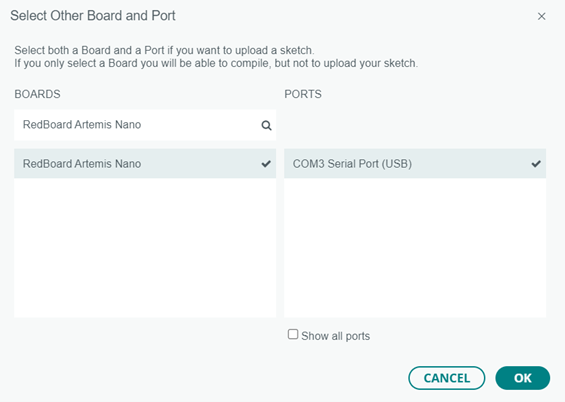 Select Other Board and Port
Select both a Board and a Port if you want to upload a sketch.
If you only select a Board you will be able to compile, but not to upload your sketch.
BOARDS
PORTS
RedBoard Artemis Nano
RedBoard Artemis Nano
COM3 Serial Port (USB)
Show all ports
CANCEL
OK